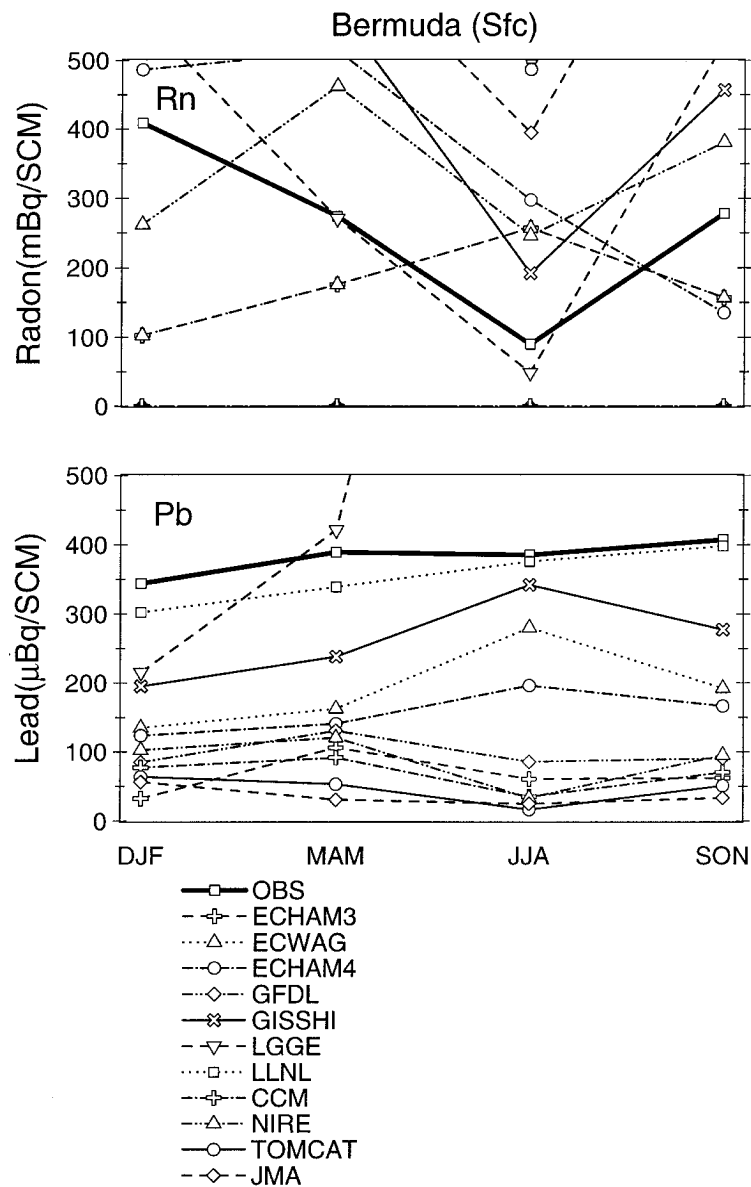 Bermuda (Sfc)
Rn
Radon(mBq/SCM)
500
400
300
200
100
0
Pb
Lead(µBq/SCM)
500
400
300
200
100
0
DJF MAM JJA SON
OBS
ECHAM3
ECWAG
ECHAM4
GFDL
GISSHI
LGGE
LLNL
CCM
NIRE
TOMCAT
JMA